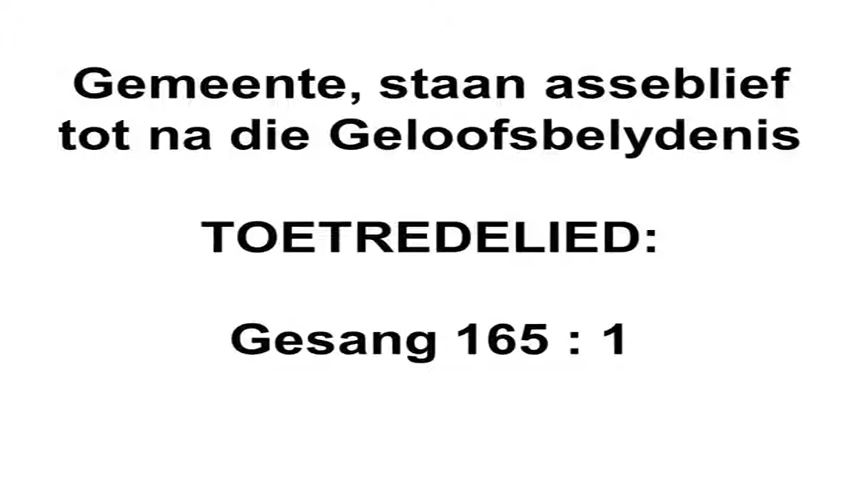 Gemeente, staan asseblief
tot na die Geloofsbelydenis
TOETREDELIED:
Gesang 165 : 1